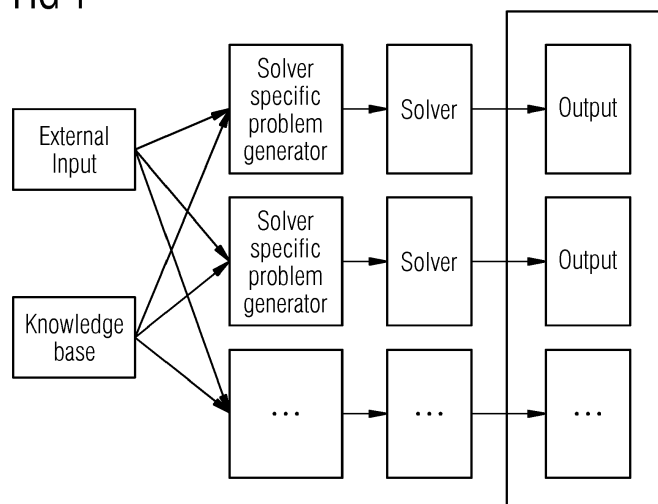 External
Input
Knowledge
base
Solver
specific
problem
generator
Solver
Output
Solver
specific
problem
generator
Solver
Output
...
...
...